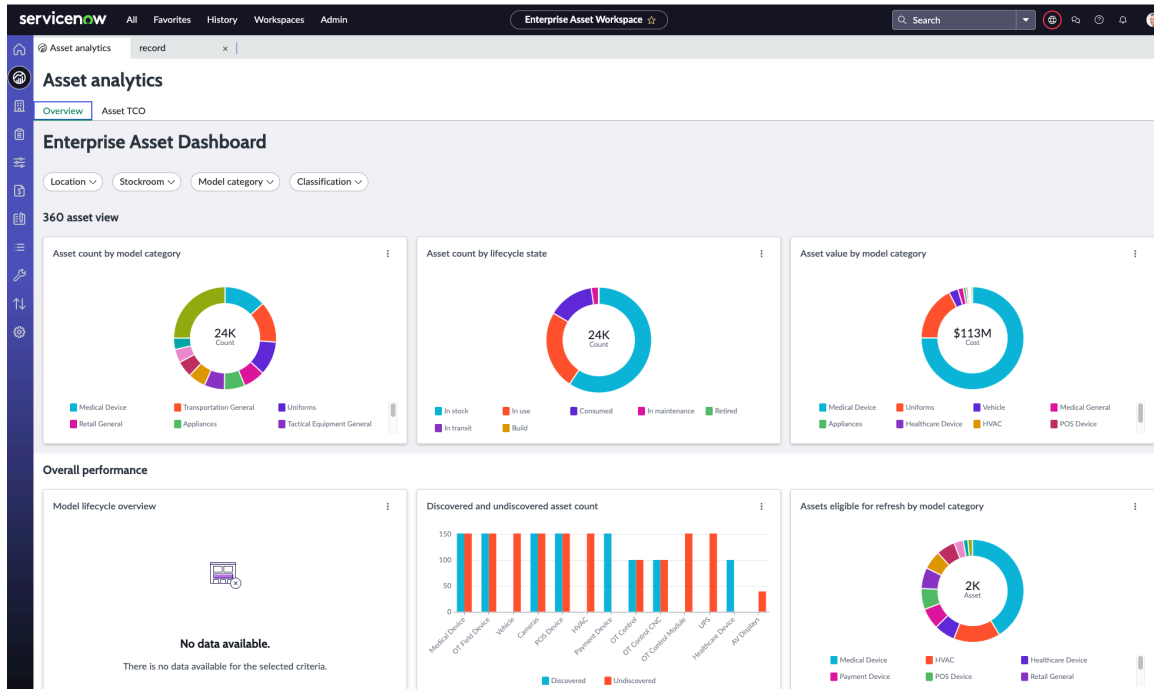 servicenow All Favorites History Workspaces Admin Enterprise Asset Workspace ☆ Search
Asset analytics record ×
Asset analytics
Overview Asset TCO
Enterprise Asset Dashboard
Location Stockroom Model category Classification
360 asset view
Asset count by model category
24K
Count
Medical Device Transportation General Uniforms
Retail General Appliances Tactical Equipment General
Asset count by lifecycle state
24K
Count
In stock In use Consumed In maintenance Retired
In transit Build
Asset value by model category
$113M
Cost
Medical Device Uniforms Vehicle Medical General
Appliances Healthcare Device HVAC POS Device
Overall performance
Model lifecycle overview
No data available.
There is no data available for the selected criteria.
Discovered and undiscovered asset count
150
100
50
0
Medical Device OT Field Device Vehicle Cameras POS Device HVAC Payment Device OT Control OT Control CNC OT Control Module UPS Healthcare Device AV Displays
Discovered Undiscovered
Assets eligible for refresh by model category
2K
Asset
Medical Device HVAC Healthcare Device
Payment Device POS Device Retail General